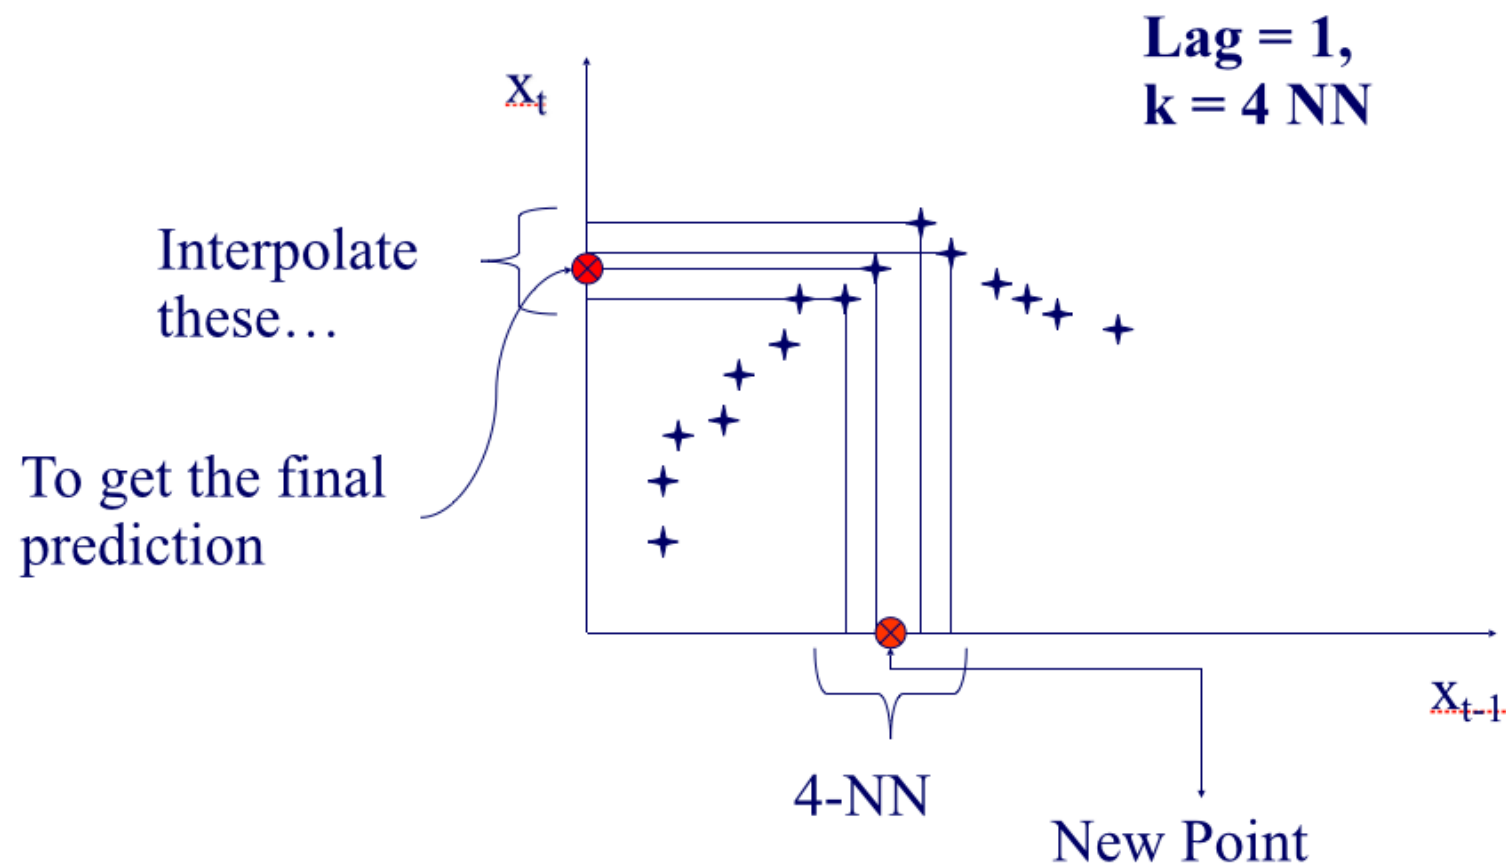 Lag = 1,
k = 4 NN
xt
Interpolate
these…
To get the final
prediction
xt-1
4-NN
New Point